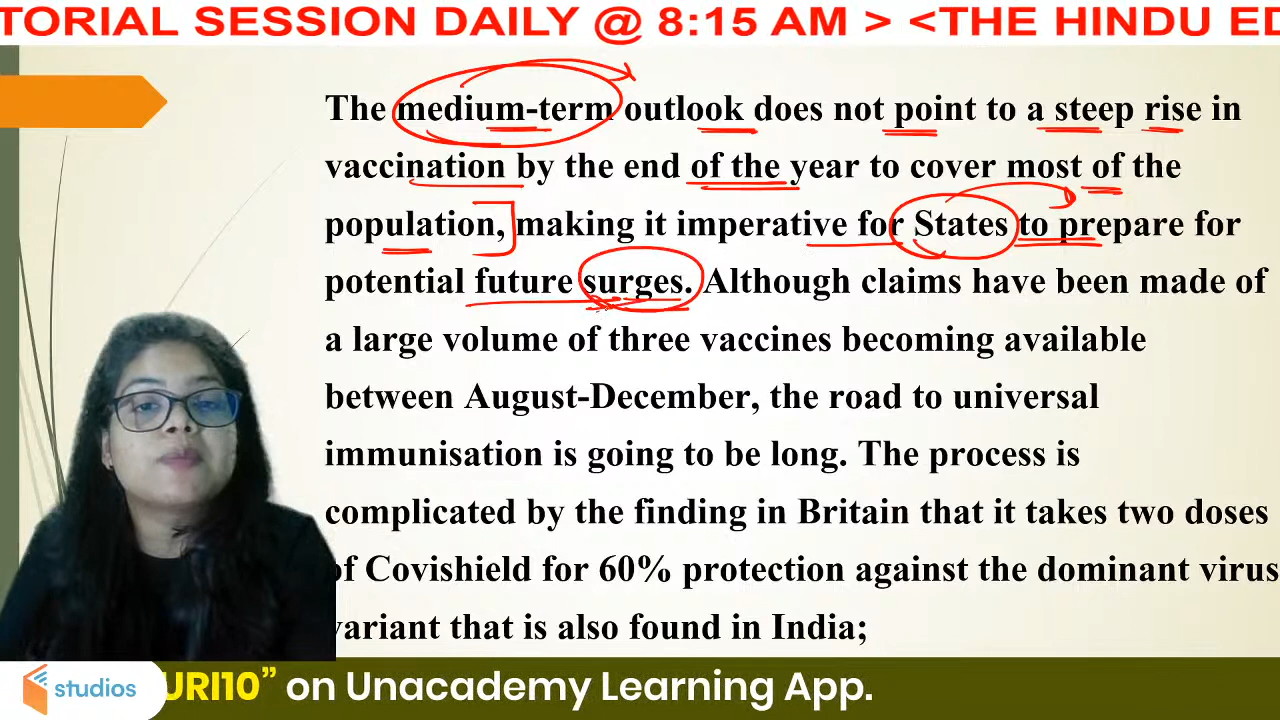 TORIAL SESSION DAILY @ 8:15 AM > <THE HINDU ED
The medium-term outlook does not point to a steep rise in
vaccination by the end of the year to cover most of the
population, making it imperative for States to prepare for
potential future surges. Although claims have been made of
a large volume of three vaccines becoming available
between August-December, the road to universal
immunisation is going to be long. The process is
complicated by the finding in Britain that it takes two doses
of Covishield for 60% protection against the dominant virus
variant that is also found in India;
studios
URI10” on Unacademy Learning App.